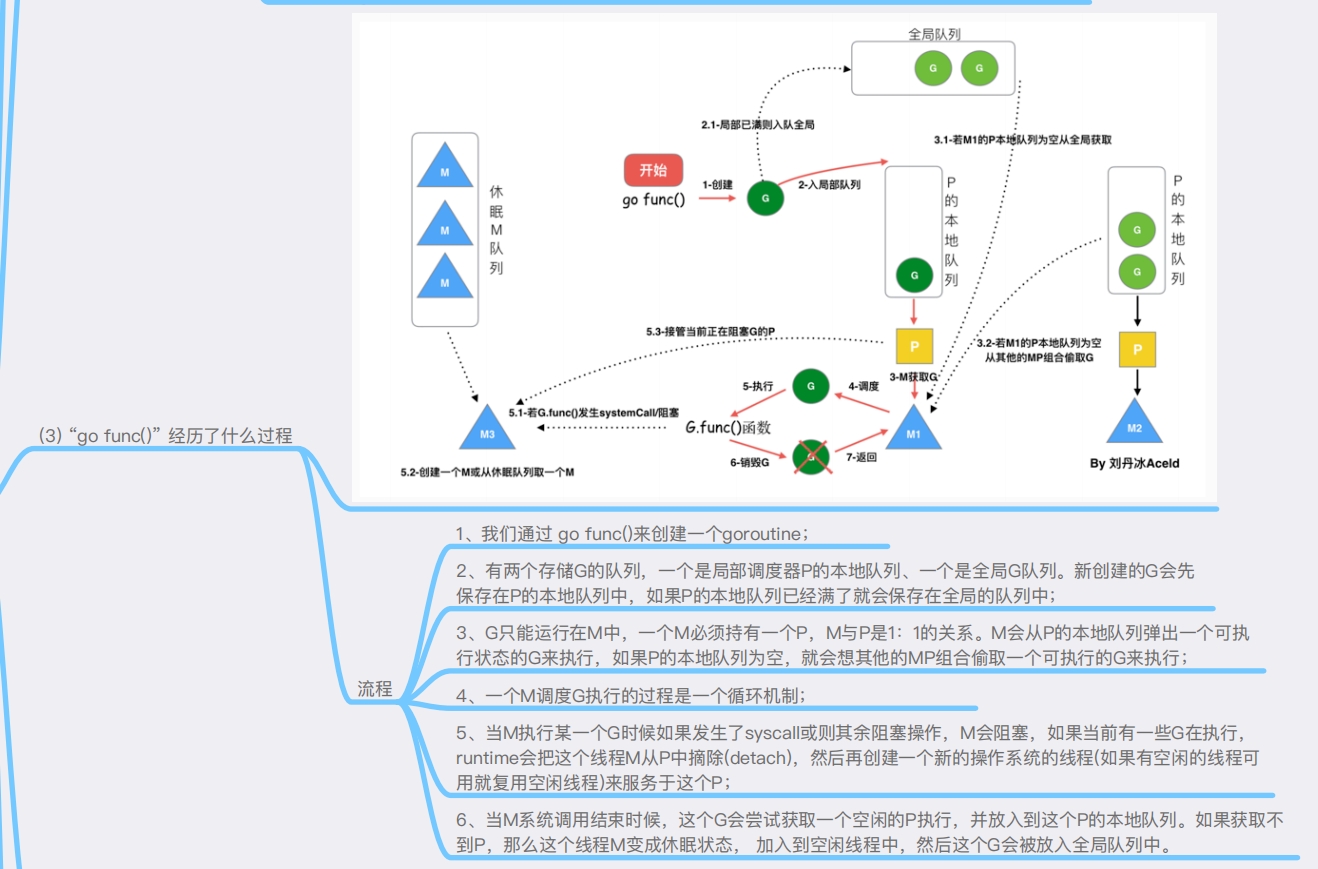 全局队列
G
G
2.1-局部已满则入队全局
3.1-若M1的P本地队列为空从全局获取
M
M
M
休眠M队列
开始
go func()
1-创建
G
2-入局部队列
P的本地队列
G
P的本地队列
G
G
5.3-接管当前正在阻塞G的P
P
3.2-若M1的P本地队列为空
从其他的MP组合偷取G
P
3-M获取G
5-执行
G
4-调度
5.1-若G.func()发生systemCall/阻塞
M3
G.func()函数
M1
M2
6-销毁G
G
7-返回
5.2-创建一个M或从休眠队列取一个M
By 刘丹冰Aceld
(3) “go func()” 经历了什么过程
流程
1、我们通过 go func()来创建一个goroutine；
2、有两个存储G的队列，一个是局部调度器P的本地队列、一个是全局G队列。新创建的G会先
保存在P的本地队列中，如果P的本地队列已经满了就会保存在全局的队列中；
3、G只能运行在M中，一个M必须持有一个P，M与P是1：1的关系。M会从P的本地队列弹出一个可执
行状态的G来执行，如果P的本地队列为空，就会想其他的MP组合偷取一个可执行的G来执行；
4、一个M调度G执行的过程是一个循环机制；
5、当M执行某一个G时候如果发生了syscall或则其余阻塞操作，M会阻塞，如果当前有一些G在执行，
runtime会把这个线程M从P中摘除(detach)，然后再创建一个新的操作系统的线程(如果有空闲的线程可
用就复用空闲线程)来服务于这个P；
6、当M系统调用结束时候，这个G会尝试获取一个空闲的P执行，并放入到这个P的本地队列。如果获取不
到P，那么这个线程M变成休眠状态， 加入到空闲线程中，然后这个G会被放入全局队列中。